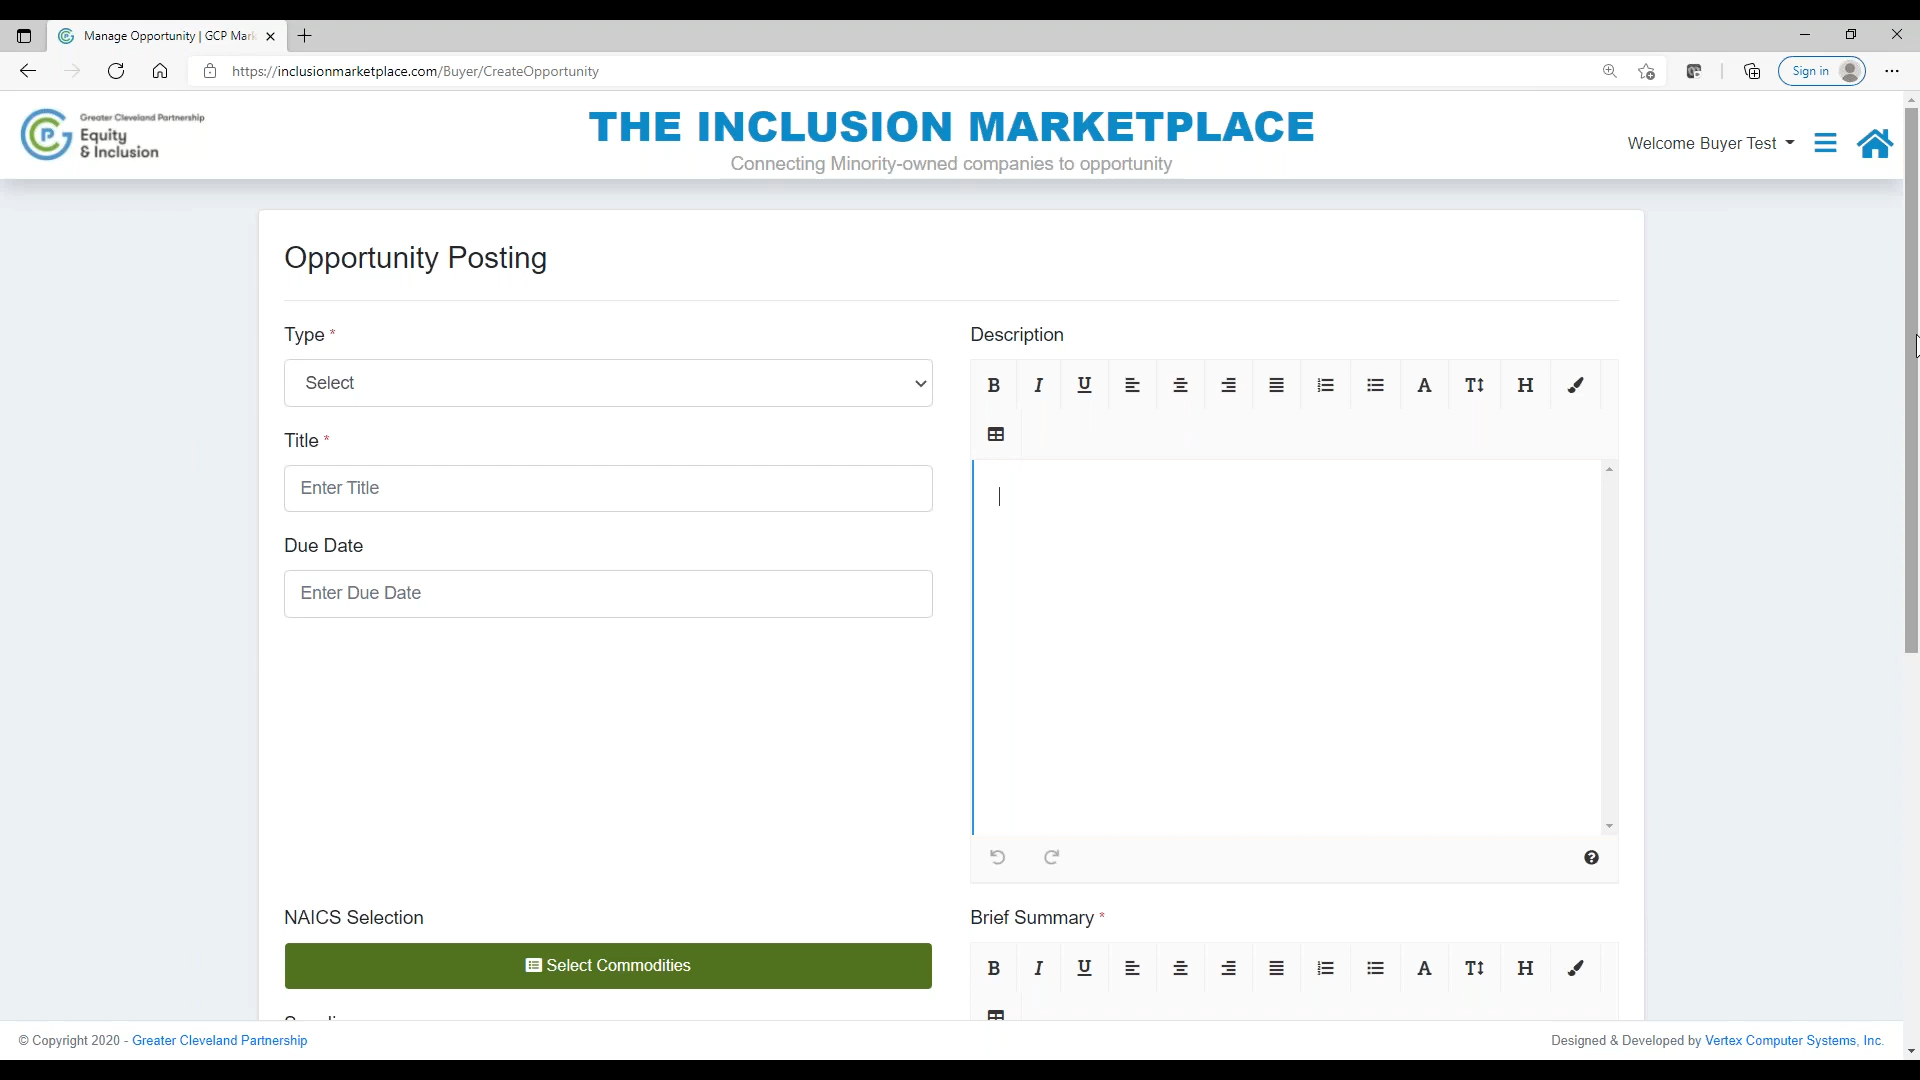 Manage Opportunity | GCP Mark
https://inclusionmarketplace.com/Buyer/CreateOpportunity
Sign in
Greater Cleveland Partnership
Equity
& Inclusion
THE INCLUSION MARKETPLACE
Connecting Minority-owned companies to opportunity
Welcome Buyer Test
Opportunity Posting
Type *
Select
Title *
Enter Title
Due Date
Enter Due Date
Description
B I U A T H
NAICS Selection
Select Commodities
Brief Summary *
B I U A T H
© Copyright 2020 - Greater Cleveland Partnership
Designed & Developed by Vertex Computer Systems, Inc.